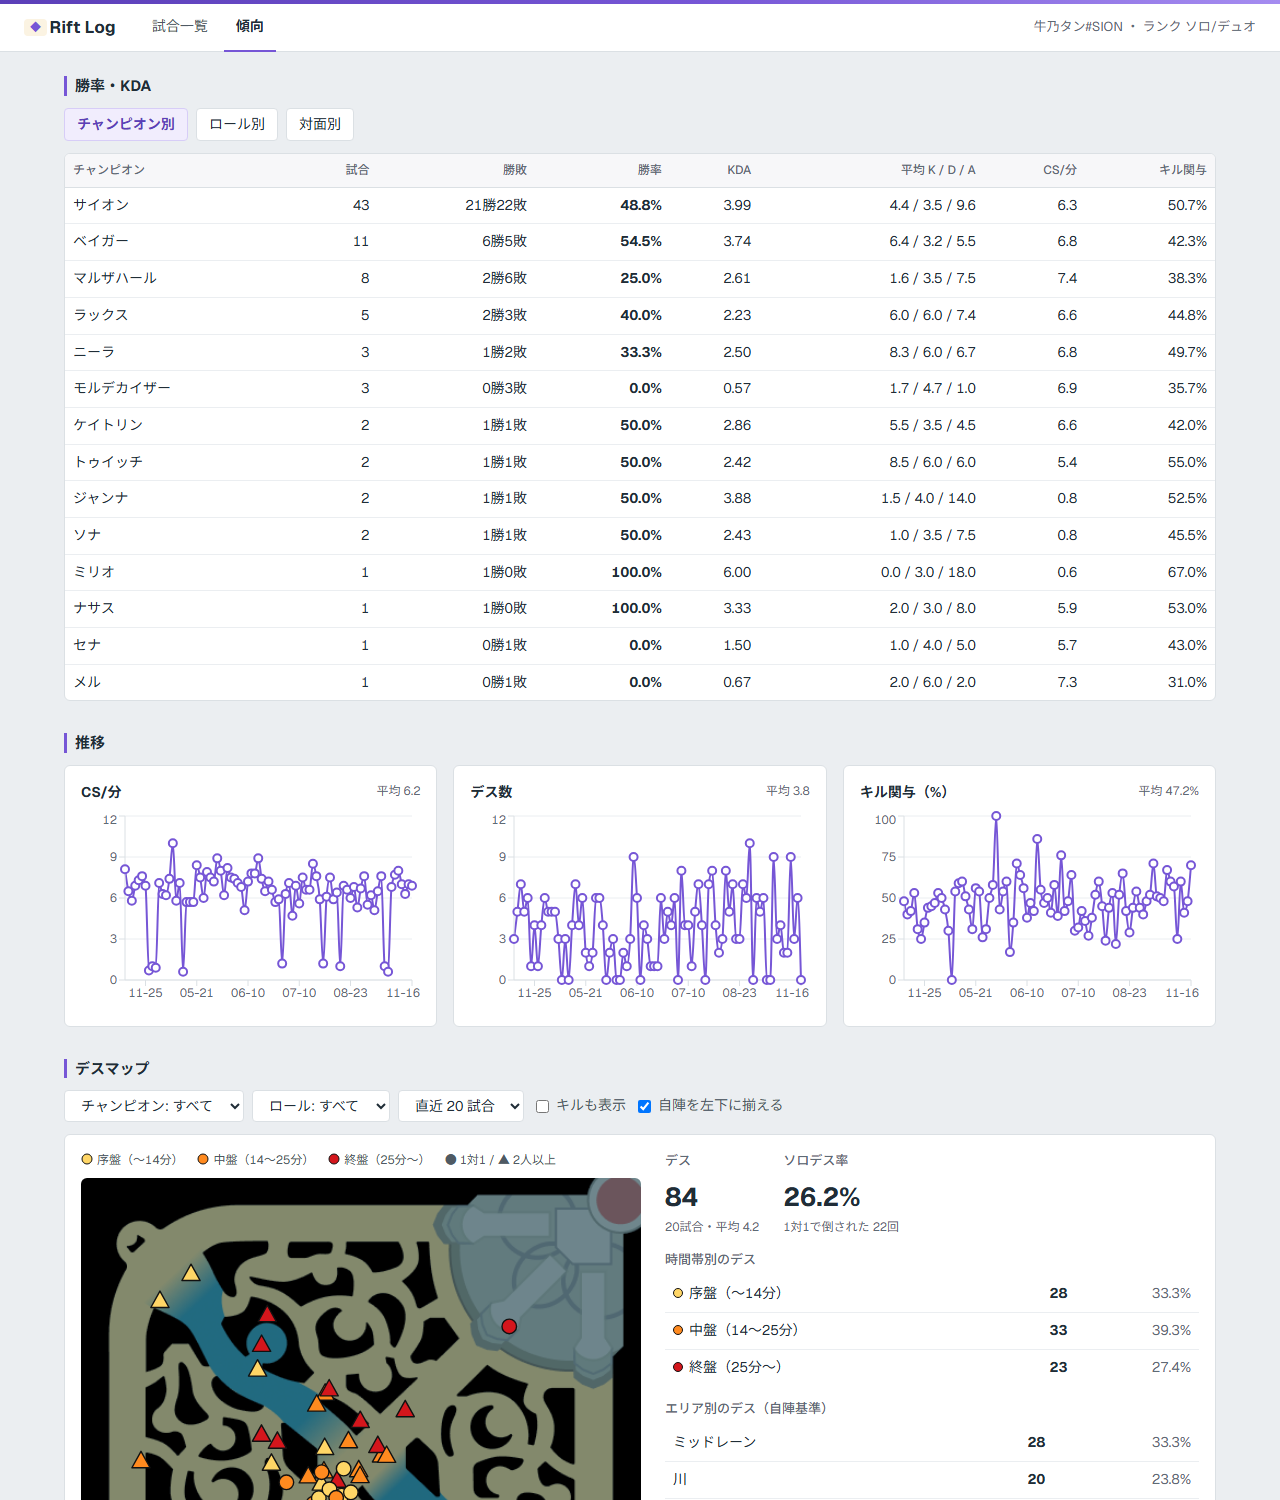 Rift Log 試合一覧 傾向 牛乃タン#SION ・ ランク ソロ/デュオ
勝率・KDA
チャンピオン別 ロール別 対面別
チャンピオン 試合 勝敗 勝率 KDA 平均 K / D / A CS/分 キル関与
サイオン 43 21勝22敗 48.8% 3.99 4.4 / 3.5 / 9.6 6.3 50.7%
ベイガー 11 6勝5敗 54.5% 3.74 6.4 / 3.2 / 5.5 6.8 42.3%
マルザハール 8 2勝6敗 25.0% 2.61 1.6 / 3.5 / 7.5 7.4 38.3%
ラックス 5 2勝3敗 40.0% 2.23 6.0 / 6.0 / 7.4 6.6 44.8%
ニーラ 3 1勝2敗 33.3% 2.50 8.3 / 6.0 / 6.7 6.8 49.7%
モルデカイザー 3 0勝3敗 0.0% 0.57 1.7 / 4.7 / 1.0 6.9 35.7%
ケイトリン 2 1勝1敗 50.0% 2.86 5.5 / 3.5 / 4.5 6.6 42.0%
トゥイッチ 2 1勝1敗 50.0% 2.42 8.5 / 6.0 / 6.0 5.4 55.0%
ジャンナ 2 1勝1敗 50.0% 3.88 1.5 / 4.0 / 14.0 0.8 52.5%
ソナ 2 1勝1敗 50.0% 2.43 1.0 / 3.5 / 7.5 0.8 45.5%
ミリオ 1 1勝0敗 100.0% 6.00 0.0 / 3.0 / 18.0 0.6 67.0%
ナサス 1 1勝0敗 100.0% 3.33 2.0 / 3.0 / 8.0 5.9 53.0%
セナ 1 0勝1敗 0.0% 1.50 1.0 / 4.0 / 5.0 5.7 43.0%
メル 1 0勝1敗 0.0% 0.67 2.0 / 6.0 / 2.0 7.3 31.0%
推移
CS/分 平均 6.2
12
9
6
3
0
11-25 05-21 06-10 07-10 08-23 11-16
デス数 平均 3.8
12
9
6
3
0
11-25 05-21 06-10 07-10 08-23 11-16
キル関与（%） 平均 47.2%
100
75
50
25
0
11-25 05-21 06-10 07-10 08-23 11-16
デスマップ
チャンピオン: すべて ロール: すべて 直近 20 試合 キルも表示 自陣を左下に揃える
序盤（〜14分） 中盤（14〜25分） 終盤（25分〜） ● 1対1 / ▲ 2人以上
デス ソロデス率
84 26.2%
20試合・平均 4.2 1対1で倒された 22回
時間帯別のデス
序盤（〜14分） 28 33.3%
中盤（14〜25分） 33 39.3%
終盤（25分〜） 23 27.4%
エリア別のデス（自陣基準）
ミッドレーン 28 33.3%
川 20 23.8%